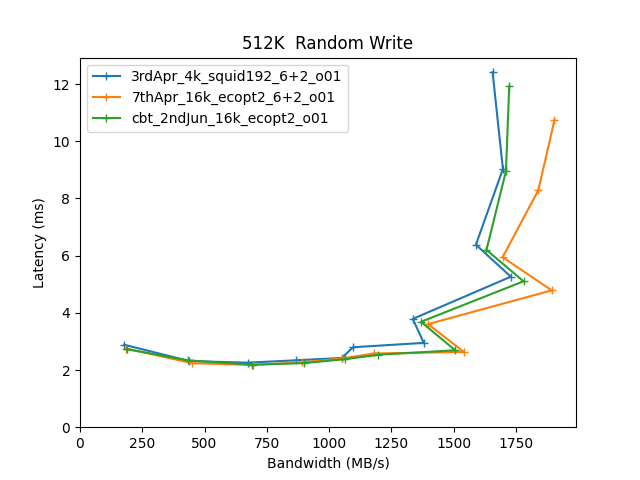 512K  Random Write
3rdApr_4k_squid192_6+2_o01
7thApr_16k_ecopt2_6+2_o01
cbt_2ndJun_16k_ecopt2_o01
12
10
8
6
4
2
0
Latency (ms)
0 250 500 750 1000 1250 1500 1750
Bandwidth (MB/s)